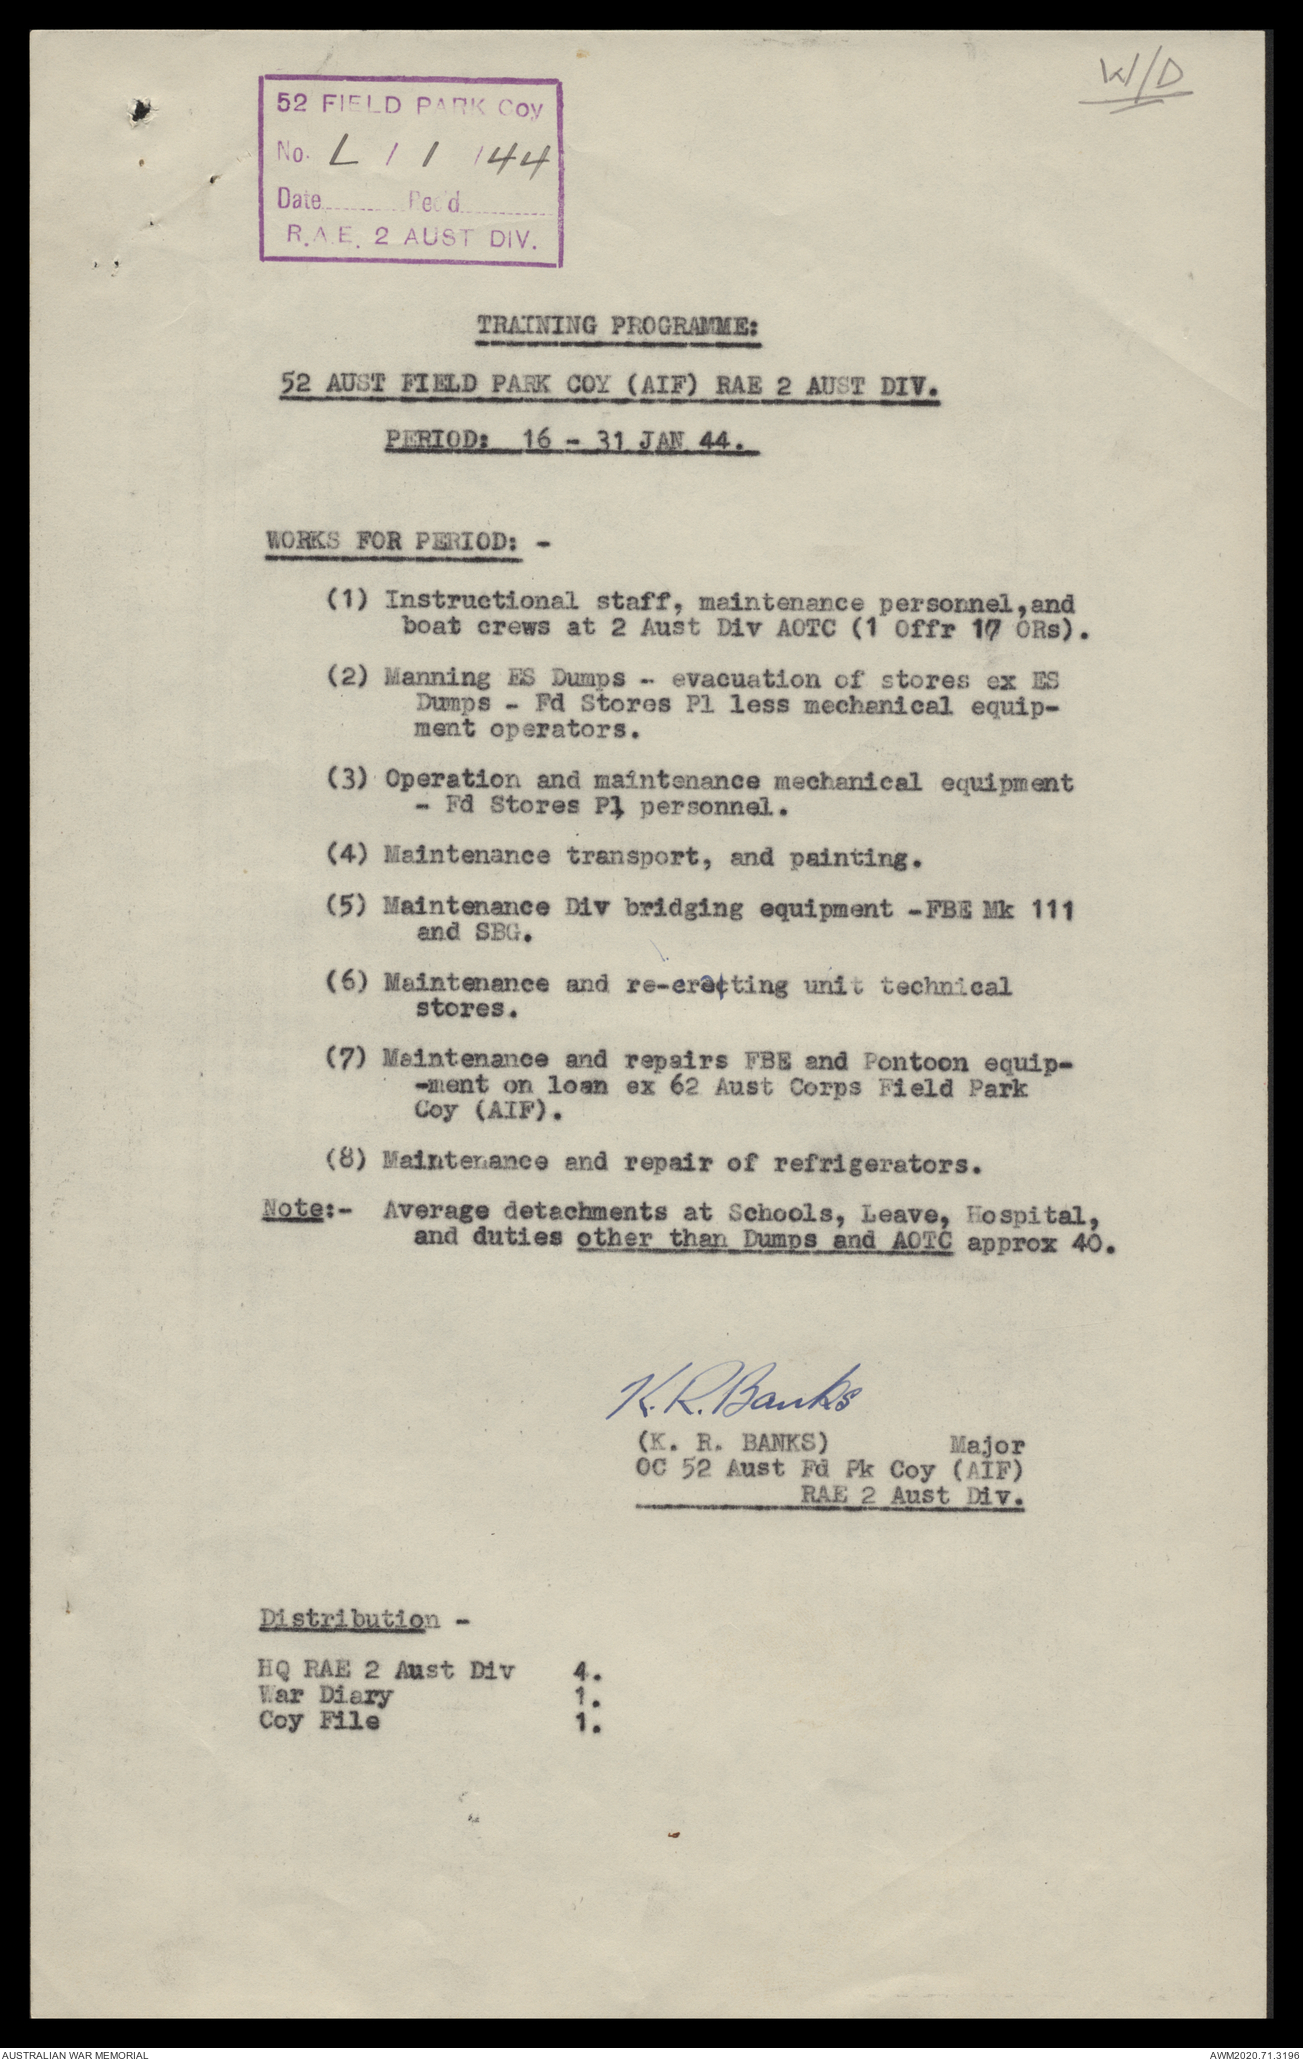 W/D
52 FIELD PARK Coy
No. L / 1 / 44
Date Rec'd
R.A.E. 2 AUST DIV.
TRAINING PROGRAMME:
52 AUST FIELD PARK COY (AIF) RAE 2 AUST DIV.
PERIOD: 16 - 31 JAN 44.
WORKS FOR PERIOD: -
(1) Instructional staff, maintenance personnel,and
boat crews at 2 Aust Div AOTC (1 Offr 17 ORs).
(2) Manning ES Dumps - evacuation of stores ex ES
Dumps - Fd Stores Pl less mechanical equip-
ment operators.
(3) Operation and maintenance mechanical equipment
- Fd Stores Pl personnel.
(4) Maintenance transport, and painting.
(5) Maintenance Div bridging equipment -FBE Mk 111
and SBG.
(6) Maintenance and re-erecting unit technical
stores.
(7) Maintenance and repairs FBE and Pontoon equip-
-ment on loan ex 62 Aust Corps Field Park
Coy (AIF).
(8) Maintenance and repair of refrigerators.
Note:- Average detachments at Schools, Leave, Hospital,
and duties other than Dumps and AOTC approx 40.
K. R. Banks
(K. R. BANKS) Major
OC 52 Aust Fd Pk Coy (AIF)
RAE 2 Aust Div.
Distribution -
HQ RAE 2 Aust Div 4.
War Diary 1.
Coy File 1.
AUSTRALIAN WAR MEMORIAL
AWM2020.71.3196